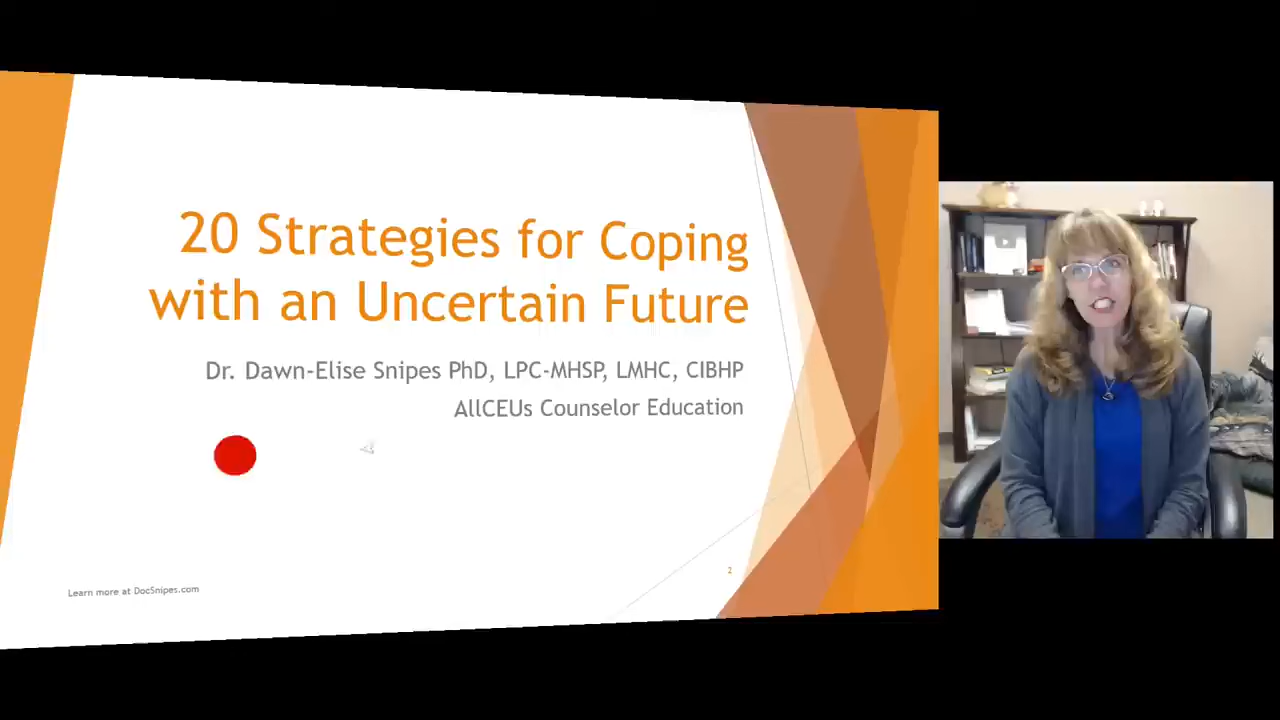 20 Strategies for Coping
with an Uncertain Future
Dr. Dawn-Elise Snipes PhD, LPC-MHSP, LMHC, CIBHP
AllCEUs Counselor Education
2
Learn more at DocSnipes.com